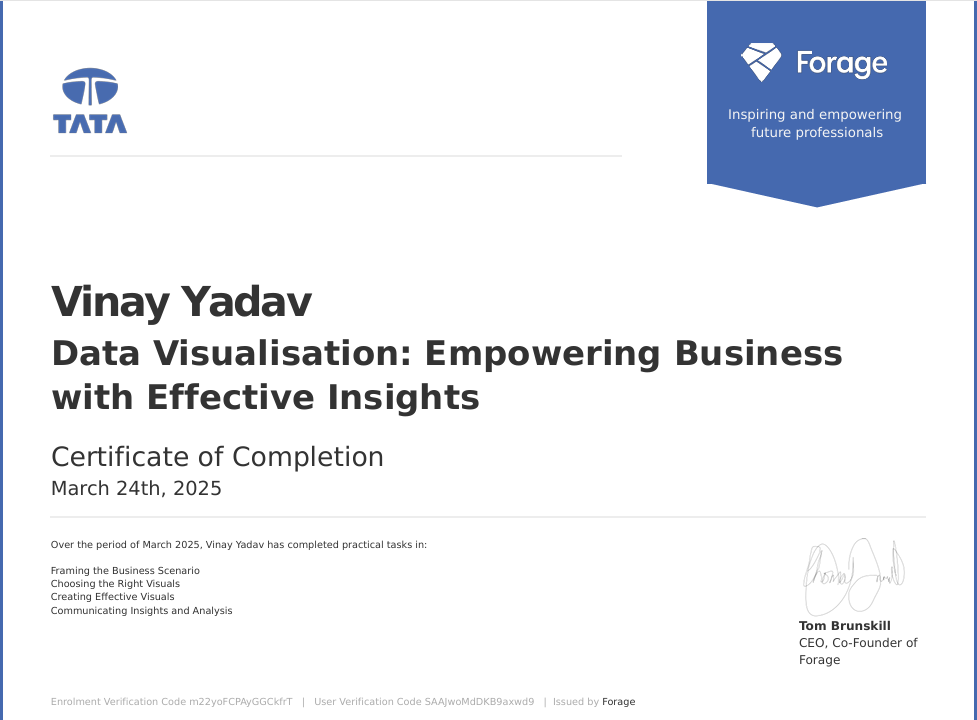 TATA
Forage
Inspiring and empowering
future professionals
Vinay Yadav
Data Visualisation: Empowering Business
with Effective Insights
Certificate of Completion
March 24th, 2025
Over the period of March 2025, Vinay Yadav has completed practical tasks in:
Framing the Business Scenario
Choosing the Right Visuals
Creating Effective Visuals
Communicating Insights and Analysis
Tom Brunskill
CEO, Co-Founder of
Forage
Enrolment Verification Code m22yoFCPAyGGCkfrT | User Verification Code SAAJwoMdDKB9axwd9 | Issued by Forage